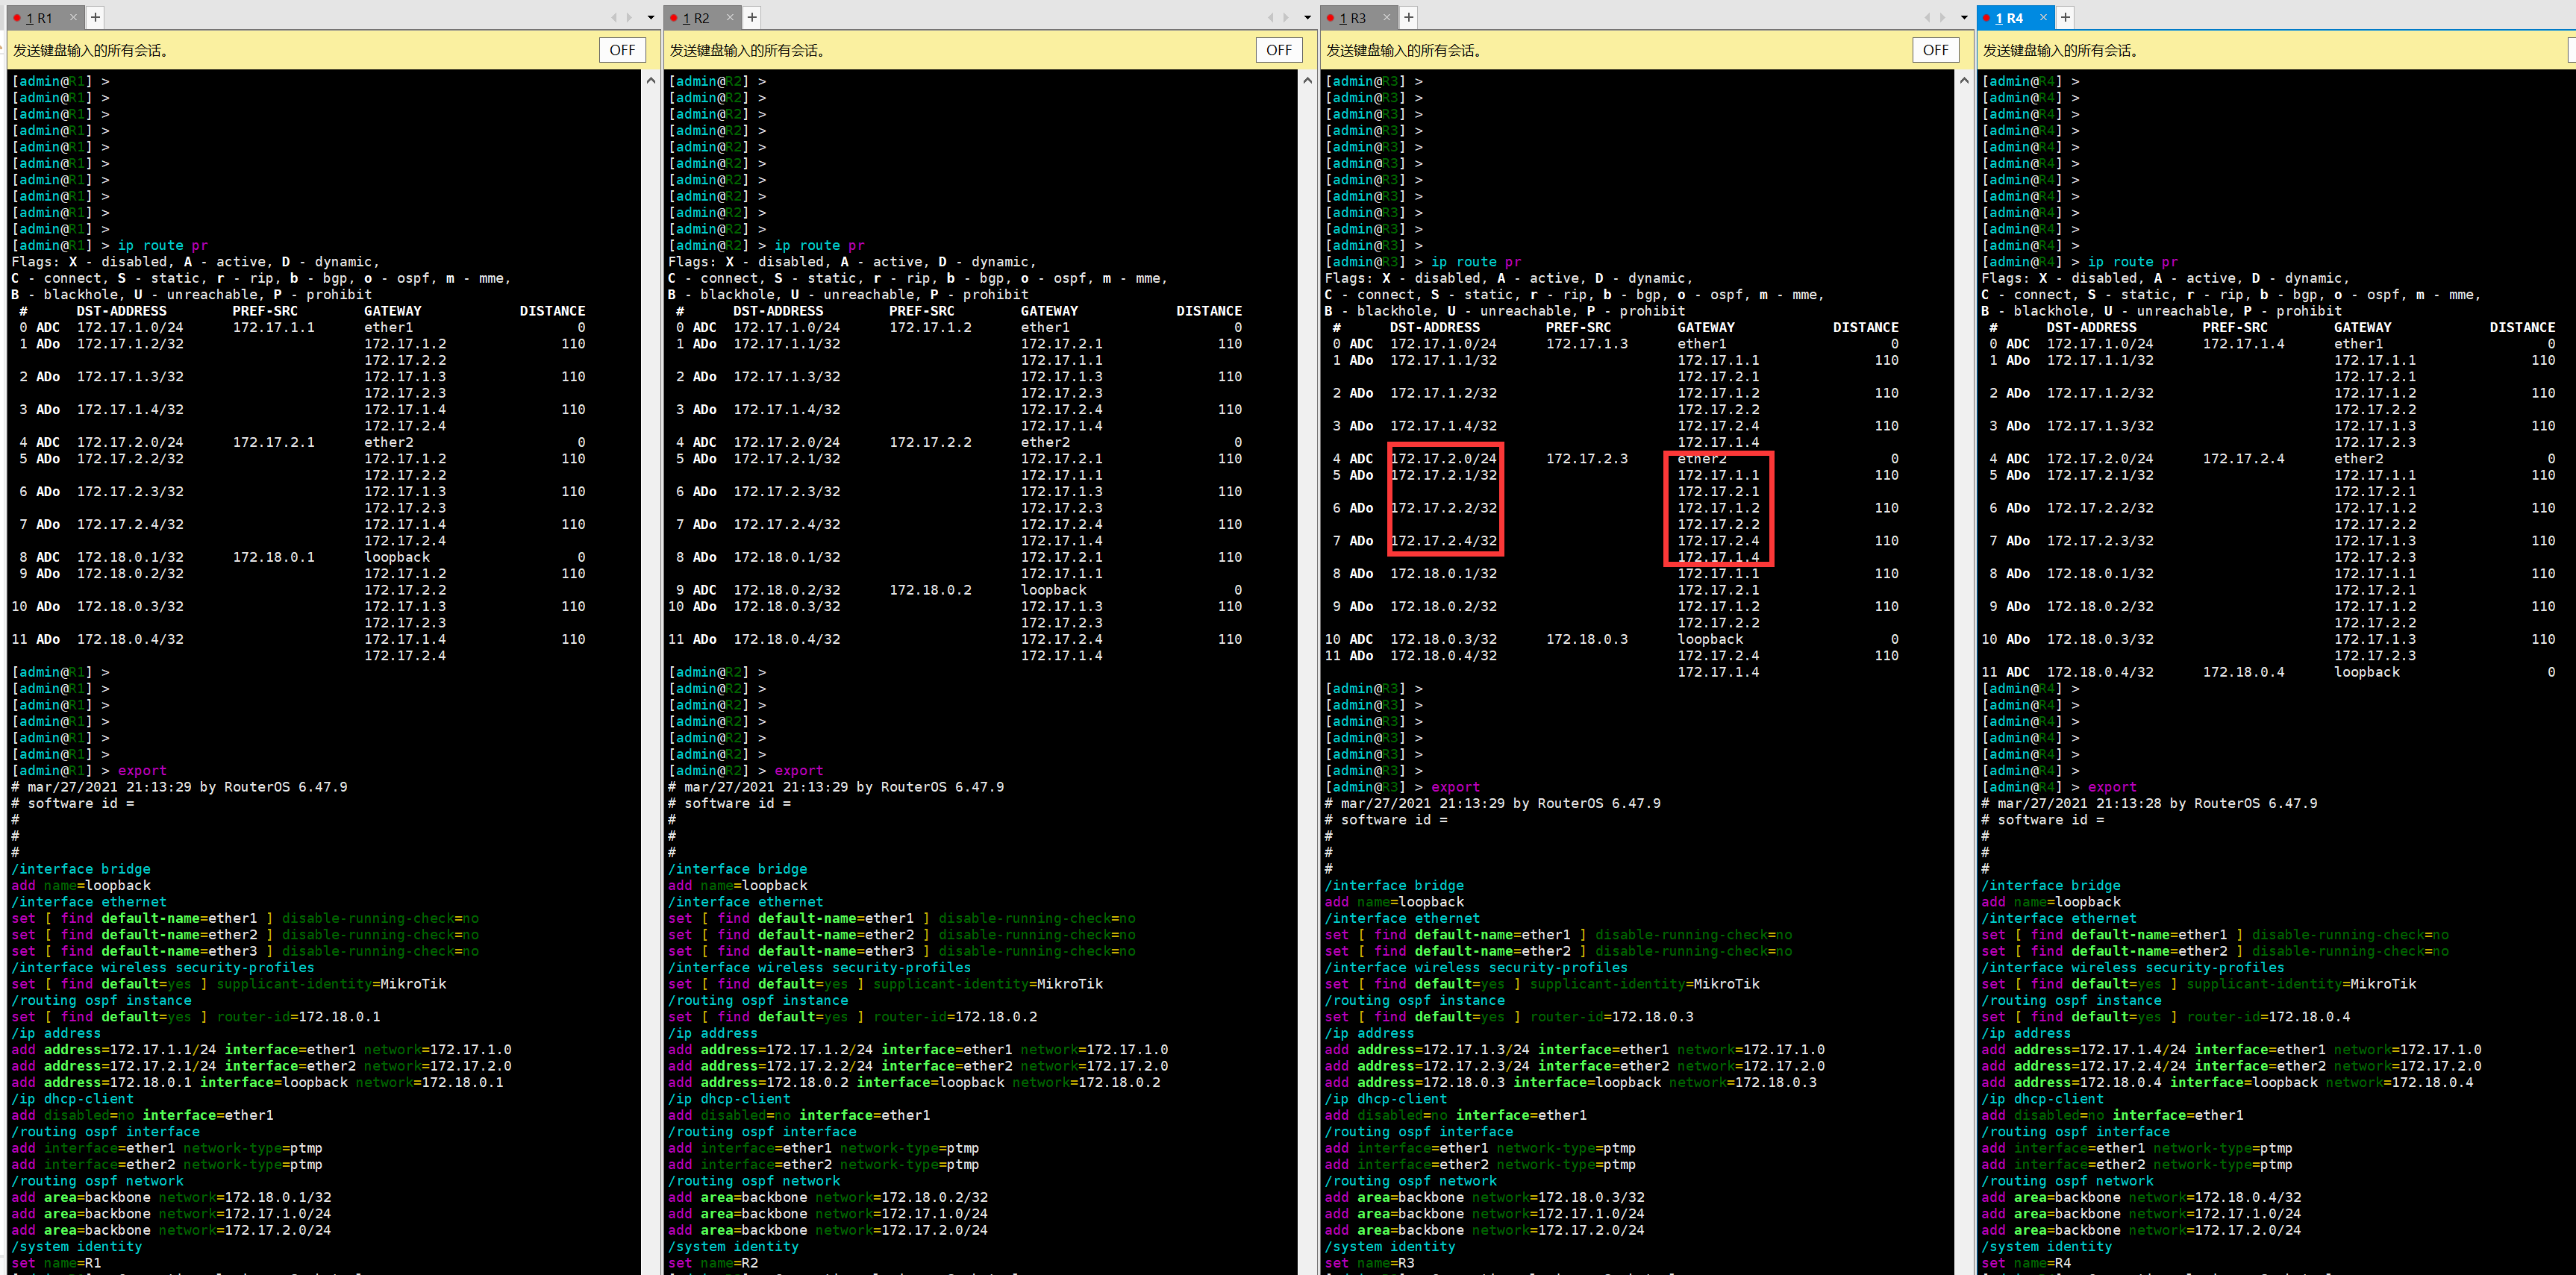 1 R1 × +
发送键盘输入的所有会话。 OFF
[admin@R1] >
[admin@R1] >
[admin@R1] >
[admin@R1] >
[admin@R1] >
[admin@R1] >
[admin@R1] >
[admin@R1] >
[admin@R1] >
[admin@R1] >
[admin@R1] > ip route pr
Flags: X - disabled, A - active, D - dynamic,
C - connect, S - static, r - rip, b - bgp, o - ospf, m - mme,
B - blackhole, U - unreachable, P - prohibit
# DST-ADDRESS PREF-SRC GATEWAY DISTANCE
0 ADC 172.17.1.0/24 172.17.1.1 ether1 0
1 ADo 172.17.1.2/32 172.17.1.2 110
172.17.2.2
2 ADo 172.17.1.3/32 172.17.1.3 110
172.17.2.3
3 ADo 172.17.1.4/32 172.17.1.4 110
172.17.2.4
4 ADC 172.17.2.0/24 172.17.2.1 ether2 0
5 ADo 172.17.2.2/32 172.17.1.2 110
172.17.2.2
6 ADo 172.17.2.3/32 172.17.1.3 110
172.17.2.3
7 ADo 172.17.2.4/32 172.17.1.4 110
172.17.2.4
8 ADC 172.18.0.1/32 172.18.0.1 loopback 0
9 ADo 172.18.0.2/32 172.17.1.2 110
172.17.2.2
10 ADo 172.18.0.3/32 172.17.1.3 110
172.17.2.3
11 ADo 172.18.0.4/32 172.17.1.4 110
172.17.2.4
[admin@R1] >
[admin@R1] >
[admin@R1] >
[admin@R1] >
[admin@R1] >
[admin@R1] >
[admin@R1] > export
# mar/27/2021 21:13:29 by RouterOS 6.47.9
# software id =
#
#
#
/interface bridge
add name=loopback
/interface ethernet
set [ find default-name=ether1 ] disable-running-check=no
set [ find default-name=ether2 ] disable-running-check=no
set [ find default-name=ether3 ] disable-running-check=no
/interface wireless security-profiles
set [ find default=yes ] supplicant-identity=MikroTik
/routing ospf instance
set [ find default=yes ] router-id=172.18.0.1
/ip address
add address=172.17.1.1/24 interface=ether1 network=172.17.1.0
add address=172.17.2.1/24 interface=ether2 network=172.17.2.0
add address=172.18.0.1 interface=loopback network=172.18.0.1
/ip dhcp-client
add disabled=no interface=ether1
/routing ospf interface
add interface=ether1 network-type=ptmp
add interface=ether2 network-type=ptmp
/routing ospf network
add area=backbone network=172.18.0.1/32
add area=backbone network=172.17.1.0/24
add area=backbone network=172.17.2.0/24
/system identity
set name=R1
1 R2 × +
发送键盘输入的所有会话。 OFF
[admin@R2] >
[admin@R2] >
[admin@R2] >
[admin@R2] >
[admin@R2] >
[admin@R2] >
[admin@R2] >
[admin@R2] >
[admin@R2] >
[admin@R2] >
[admin@R2] > ip route pr
Flags: X - disabled, A - active, D - dynamic,
C - connect, S - static, r - rip, b - bgp, o - ospf, m - mme,
B - blackhole, U - unreachable, P - prohibit
# DST-ADDRESS PREF-SRC GATEWAY DISTANCE
0 ADC 172.17.1.0/24 172.17.1.2 ether1 0
1 ADo 172.17.1.1/32 172.17.2.1 110
172.17.1.1
2 ADo 172.17.1.3/32 172.17.1.3 110
172.17.2.3
3 ADo 172.17.1.4/32 172.17.2.4 110
172.17.1.4
4 ADC 172.17.2.0/24 172.17.2.2 ether2 0
5 ADo 172.17.2.1/32 172.17.2.1 110
172.17.1.1
6 ADo 172.17.2.3/32 172.17.1.3 110
172.17.2.3
7 ADo 172.17.2.4/32 172.17.2.4 110
172.17.1.4
8 ADo 172.18.0.1/32 172.17.2.1 110
172.17.1.1
9 ADC 172.18.0.2/32 172.18.0.2 loopback 0
10 ADo 172.18.0.3/32 172.17.1.3 110
172.17.2.3
11 ADo 172.18.0.4/32 172.17.2.4 110
172.17.1.4
[admin@R2] >
[admin@R2] >
[admin@R2] >
[admin@R2] >
[admin@R2] >
[admin@R2] >
[admin@R2] > export
# mar/27/2021 21:13:29 by RouterOS 6.47.9
# software id =
#
#
#
/interface bridge
add name=loopback
/interface ethernet
set [ find default-name=ether1 ] disable-running-check=no
set [ find default-name=ether2 ] disable-running-check=no
set [ find default-name=ether3 ] disable-running-check=no
/interface wireless security-profiles
set [ find default=yes ] supplicant-identity=MikroTik
/routing ospf instance
set [ find default=yes ] router-id=172.18.0.2
/ip address
add address=172.17.1.2/24 interface=ether1 network=172.17.1.0
add address=172.17.2.2/24 interface=ether2 network=172.17.2.0
add address=172.18.0.2 interface=loopback network=172.18.0.2
/ip dhcp-client
add disabled=no interface=ether1
/routing ospf interface
add interface=ether1 network-type=ptmp
add interface=ether2 network-type=ptmp
/routing ospf network
add area=backbone network=172.18.0.2/32
add area=backbone network=172.17.1.0/24
add area=backbone network=172.17.2.0/24
/system identity
set name=R2
1 R3 × +
发送键盘输入的所有会话。 OFF
[admin@R3] >
[admin@R3] >
[admin@R3] >
[admin@R3] >
[admin@R3] >
[admin@R3] >
[admin@R3] >
[admin@R3] >
[admin@R3] >
[admin@R3] >
[admin@R3] >
[admin@R3] > ip route pr
Flags: X - disabled, A - active, D - dynamic,
C - connect, S - static, r - rip, b - bgp, o - ospf, m - mme,
B - blackhole, U - unreachable, P - prohibit
# DST-ADDRESS PREF-SRC GATEWAY DISTANCE
0 ADC 172.17.1.0/24 172.17.1.3 ether1 0
1 ADo 172.17.1.1/32 172.17.1.1 110
172.17.2.1
2 ADo 172.17.1.2/32 172.17.1.2 110
172.17.2.2
3 ADo 172.17.1.4/32 172.17.2.4 110
172.17.1.4
4 ADC 172.17.2.0/24 172.17.2.3 ether2 0
5 ADo 172.17.2.1/32 172.17.1.1 110
172.17.2.1
6 ADo 172.17.2.2/32 172.17.1.2 110
172.17.2.2
7 ADo 172.17.2.4/32 172.17.2.4 110
172.17.1.4
8 ADo 172.18.0.1/32 172.17.1.1 110
172.17.2.1
9 ADo 172.18.0.2/32 172.17.1.2 110
172.17.2.2
10 ADC 172.18.0.3/32 172.18.0.3 loopback 0
11 ADo 172.18.0.4/32 172.17.2.4 110
172.17.1.4
[admin@R3] >
[admin@R3] >
[admin@R3] >
[admin@R3] >
[admin@R3] >
[admin@R3] >
[admin@R3] > export
# mar/27/2021 21:13:29 by RouterOS 6.47.9
# software id =
#
#
#
/interface bridge
add name=loopback
/interface ethernet
set [ find default-name=ether1 ] disable-running-check=no
set [ find default-name=ether2 ] disable-running-check=no
/interface wireless security-profiles
set [ find default=yes ] supplicant-identity=MikroTik
/routing ospf instance
set [ find default=yes ] router-id=172.18.0.3
/ip address
add address=172.17.1.3/24 interface=ether1 network=172.17.1.0
add address=172.17.2.3/24 interface=ether2 network=172.17.2.0
add address=172.18.0.3 interface=loopback network=172.18.0.3
/ip dhcp-client
add disabled=no interface=ether1
/routing ospf interface
add interface=ether1 network-type=ptmp
add interface=ether2 network-type=ptmp
/routing ospf network
add area=backbone network=172.18.0.3/32
add area=backbone network=172.17.1.0/24
add area=backbone network=172.17.2.0/24
/system identity
set name=R3
1 R4 × +
发送键盘输入的所有会话。
[admin@R4] >
[admin@R4] >
[admin@R4] >
[admin@R4] >
[admin@R4] >
[admin@R4] >
[admin@R4] >
[admin@R4] >
[admin@R4] >
[admin@R4] >
[admin@R4] >
[admin@R4] > ip route pr
Flags: X - disabled, A - active, D - dynamic,
C - connect, S - static, r - rip, b - bgp, o - ospf, m - mme,
B - blackhole, U - unreachable, P - prohibit
# DST-ADDRESS PREF-SRC GATEWAY DISTANCE
0 ADC 172.17.1.0/24 172.17.1.4 ether1 0
1 ADo 172.17.1.1/32 172.17.1.1 110
172.17.2.1
2 ADo 172.17.1.2/32 172.17.1.2 110
172.17.2.2
3 ADo 172.17.1.3/32 172.17.1.3 110
172.17.2.3
4 ADC 172.17.2.0/24 172.17.2.4 ether2 0
5 ADo 172.17.2.1/32 172.17.1.1 110
172.17.2.1
6 ADo 172.17.2.2/32 172.17.1.2 110
172.17.2.2
7 ADo 172.17.2.3/32 172.17.1.3 110
172.17.2.3
8 ADo 172.18.0.1/32 172.17.1.1 110
172.17.2.1
9 ADo 172.18.0.2/32 172.17.1.2 110
172.17.2.2
10 ADo 172.18.0.3/32 172.17.1.3 110
172.17.2.3
11 ADC 172.18.0.4/32 172.18.0.4 loopback 0
[admin@R4] >
[admin@R4] >
[admin@R4] >
[admin@R4] >
[admin@R4] >
[admin@R4] >
[admin@R4] > export
# mar/27/2021 21:13:28 by RouterOS 6.47.9
# software id =
#
#
#
/interface bridge
add name=loopback
/interface ethernet
set [ find default-name=ether1 ] disable-running-check=no
set [ find default-name=ether2 ] disable-running-check=no
/interface wireless security-profiles
set [ find default=yes ] supplicant-identity=MikroTik
/routing ospf instance
set [ find default=yes ] router-id=172.18.0.4
/ip address
add address=172.17.1.4/24 interface=ether1 network=172.17.1.0
add address=172.17.2.4/24 interface=ether2 network=172.17.2.0
add address=172.18.0.4 interface=loopback network=172.18.0.4
/ip dhcp-client
add disabled=no interface=ether1
/routing ospf interface
add interface=ether1 network-type=ptmp
add interface=ether2 network-type=ptmp
/routing ospf network
add area=backbone network=172.18.0.4/32
add area=backbone network=172.17.1.0/24
add area=backbone network=172.17.2.0/24
/system identity
set name=R4